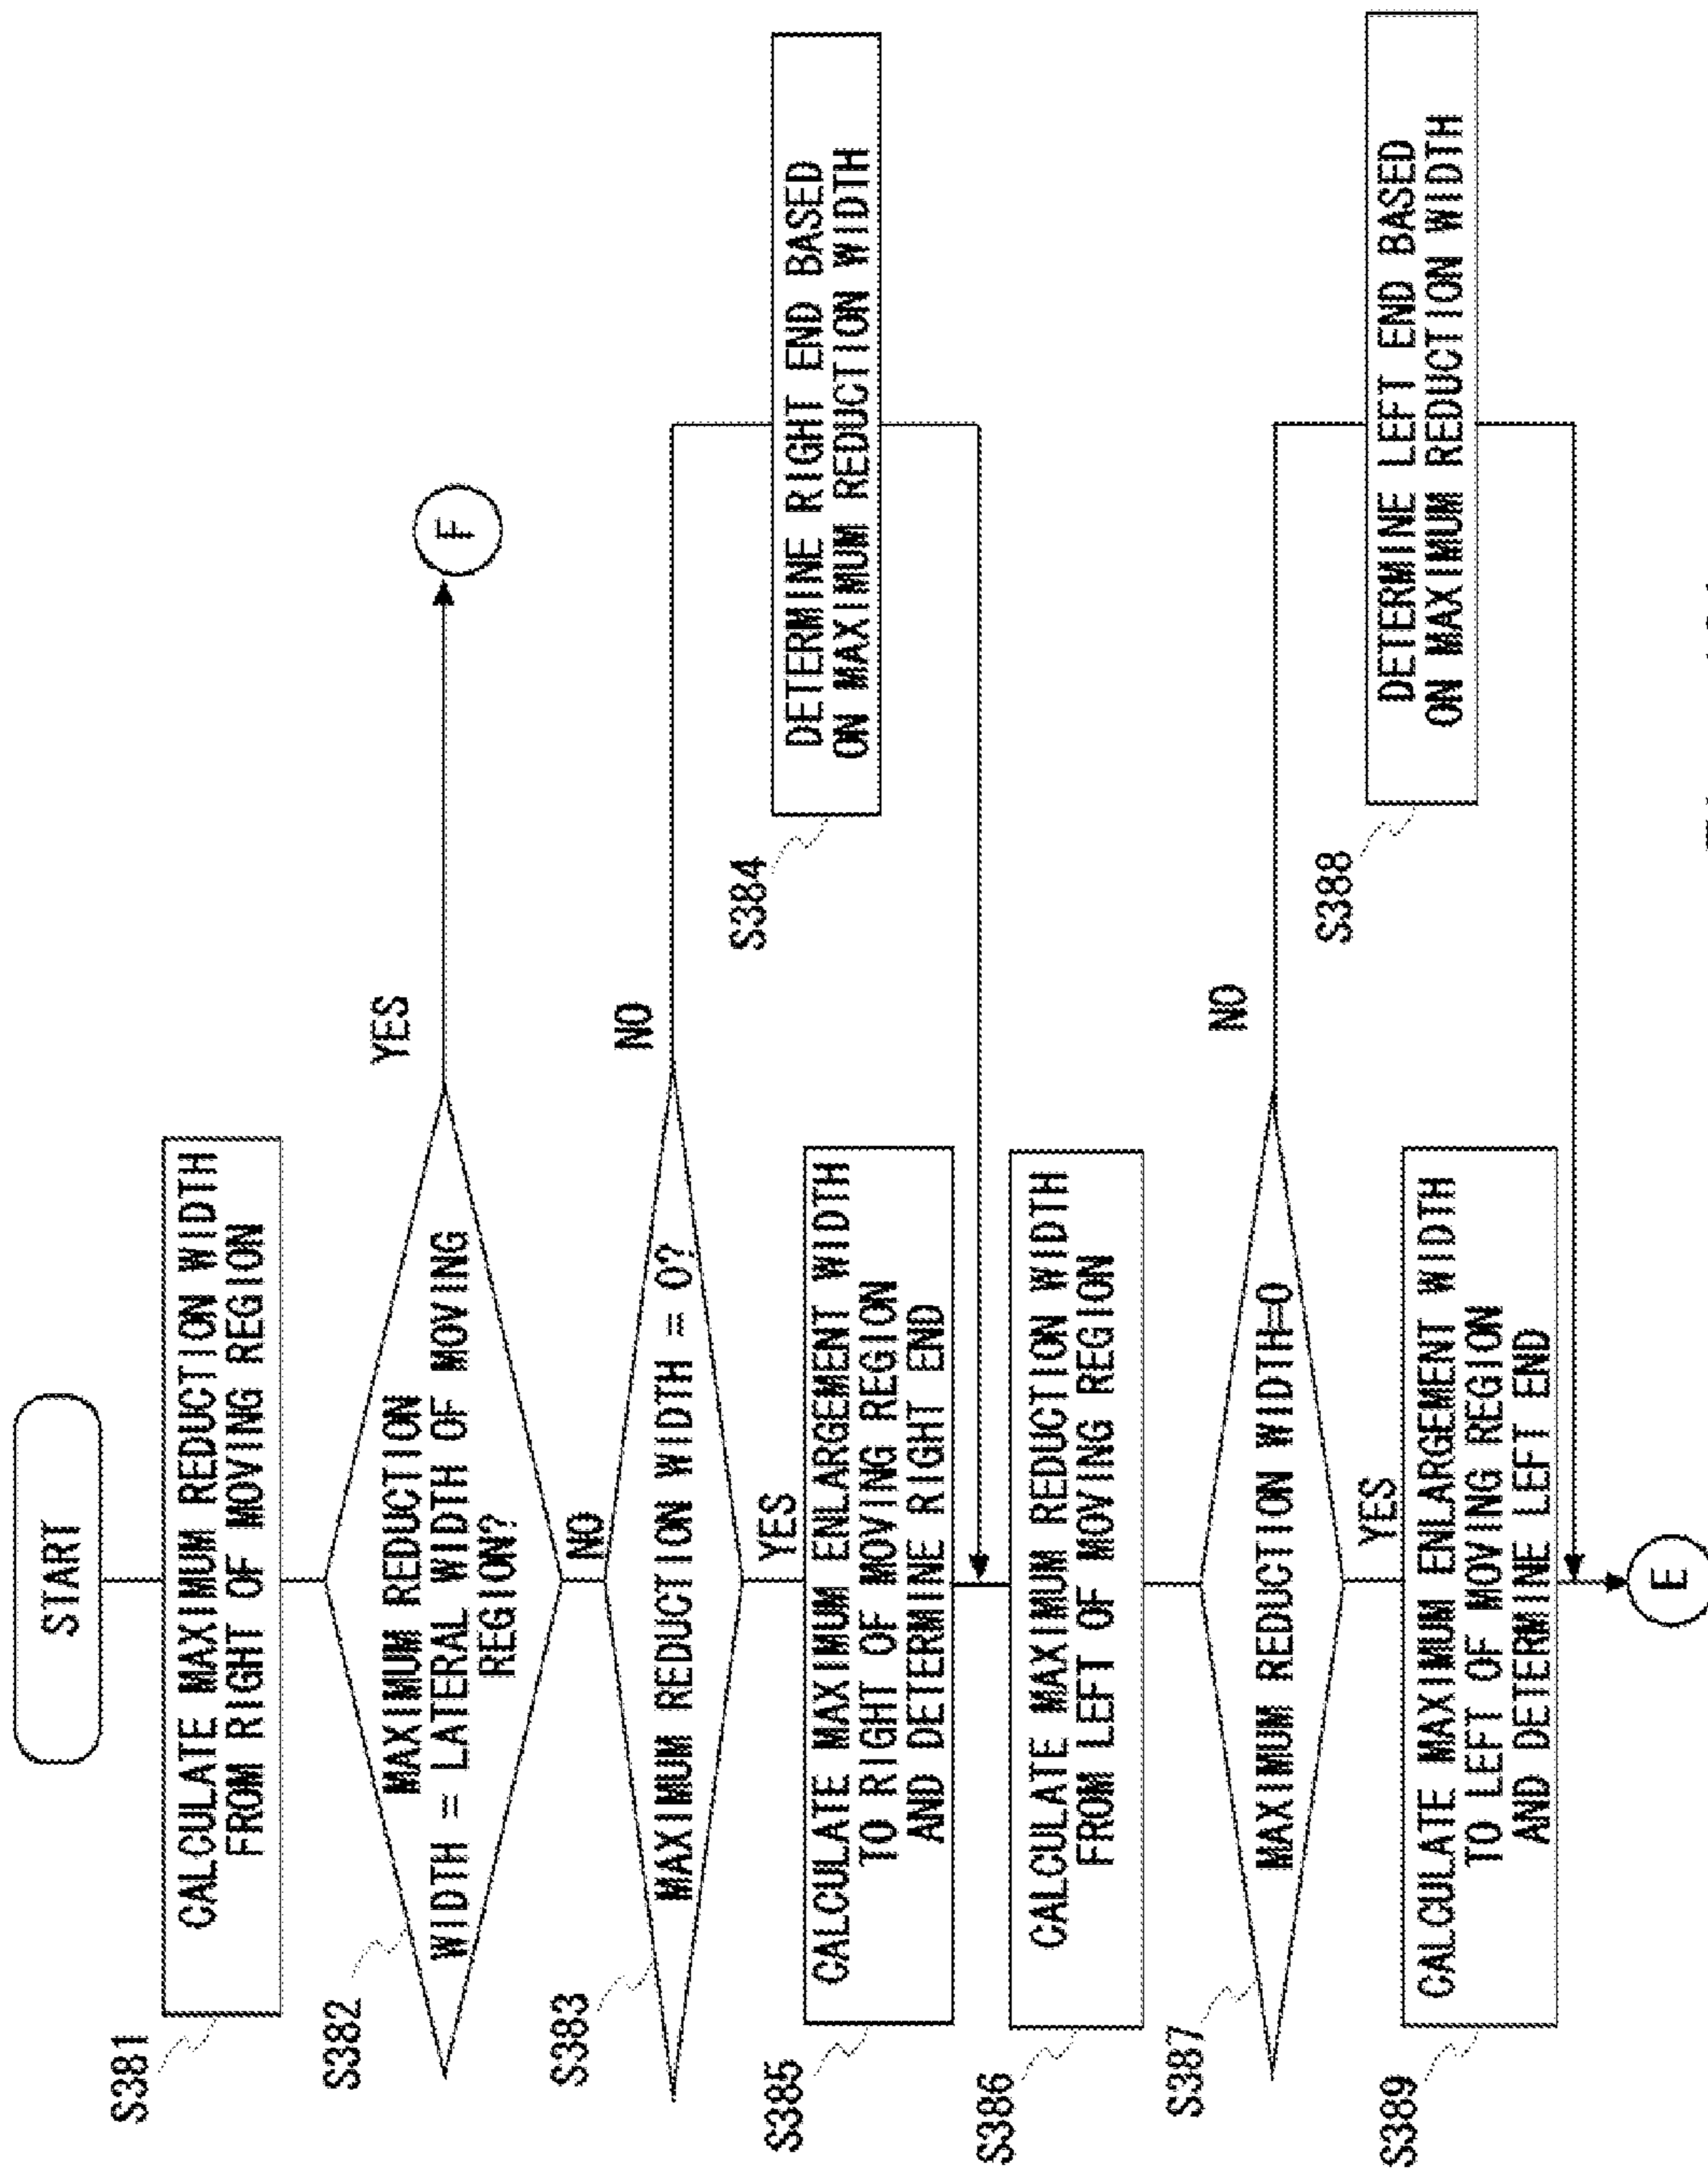 START
S381
CALCULATE MAXIMUM REDUCTION WIDTH
FROM RIGHT OF MOVING REGION
S382
MAXIMUM REDUCTION
WIDTH = LATERAL WIDTH OF MOVING
REGION?
YES
F
NO
S383
MAXIMUM REDUCTION WIDTH = 0?
NO
S384
DETERMINE RIGHT END BASED
ON MAXIMUM REDUCTION WIDTH
YES
S385
CALCULATE MAXIMUM ENLARGEMENT WIDTH
TO RIGHT OF MOVING REGION
AND DETERMINE RIGHT END
S386
CALCULATE MAXIMUM REDUCTION WIDTH
FROM LEFT OF MOVING REGION
S387
MAXIMUM REDUCTION WIDTH=0
NO
S388
DETERMINE LEFT END BASED
ON MAXIMUM REDUCTION WIDTH
YES
S389
CALCULATE MAXIMUM ENLARGEMENT WIDTH
TO LEFT OF MOVING REGION
AND DETERMINE LEFT END
E